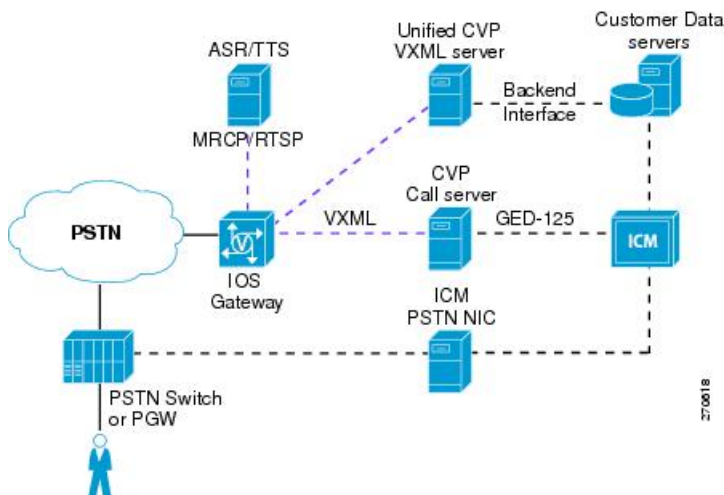 ASR/TTS
MRCP/RTSP
Unified CVP
VXML server
Customer Data
servers
Backend
Interface
PSTN
V
IOS
Gateway
VXML
CVP
Call server
GED-125
ICM
ICM
PSTN NIC
PSTN Switch
or PGW
270618